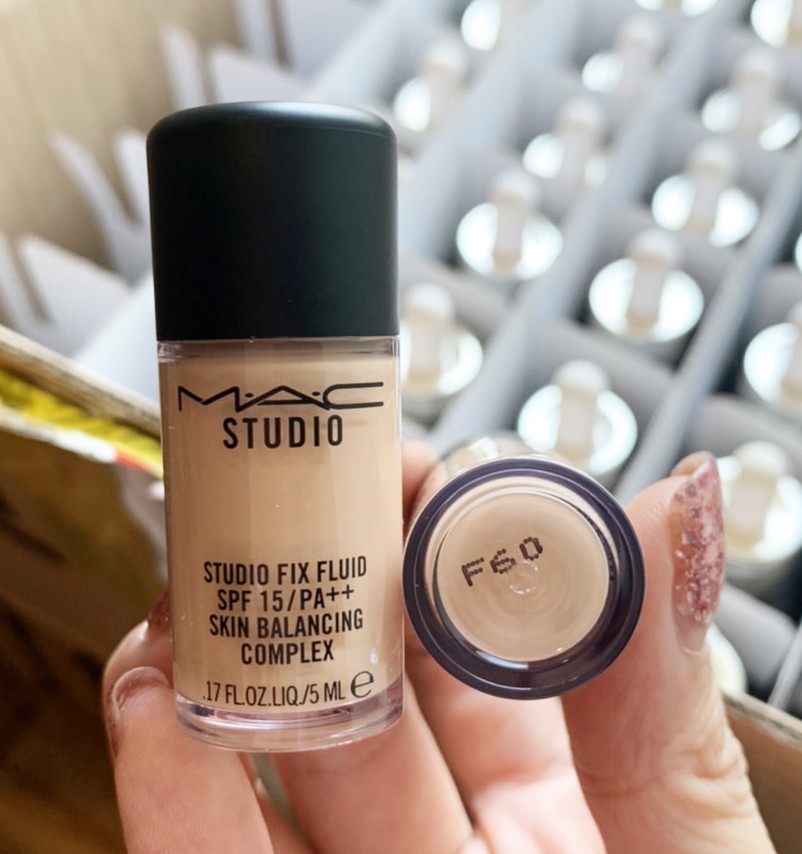 M·A·C
STUDIO
STUDIO FIX FLUID
SPF 15/PA++
SKIN BALANCING
COMPLEX
.17 FL.OZ.LIQ./5 ML e
F60